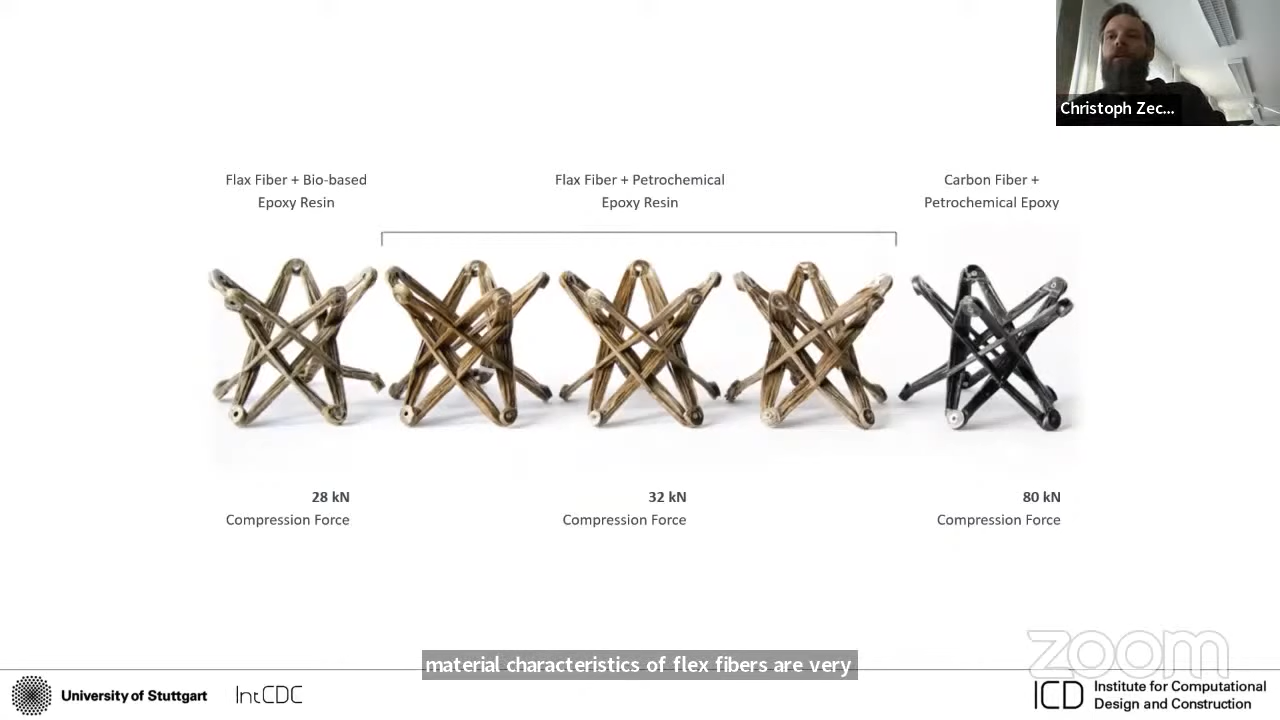 Christoph Zec...
Flax Fiber + Bio-based
Epoxy Resin
Flax Fiber + Petrochemical
Epoxy Resin
Carbon Fiber +
Petrochemical Epoxy
28 kN
Compression Force
32 kN
Compression Force
80 kN
Compression Force
material characteristics of flex fibers are very
zoom
University of Stuttgart
IntCDC
ICD
Institute for Computational
Design and Construction